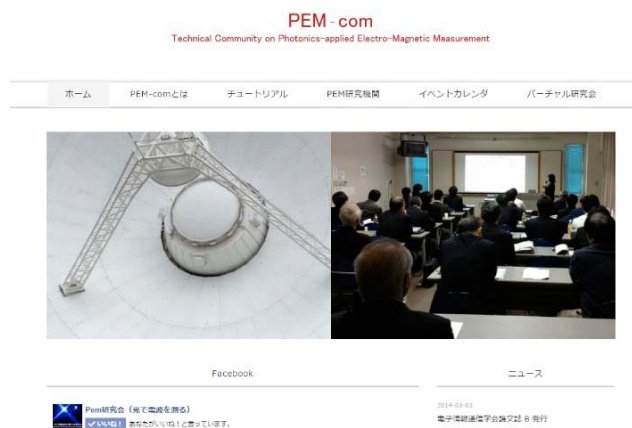 PEM - com
Technical Community on Photonics-applied Electro-Magnetic Measurement
ホーム PEM-comとは チュートリアル PEM研究機関 イベントカレンダ バーチャル研究会
Facebook
ニュース
Pem研究会（光で電波を測る）
いいね！ あなたがいいね！と言っています。
2014-03-01
電子情報通信学会論文誌 B 発行